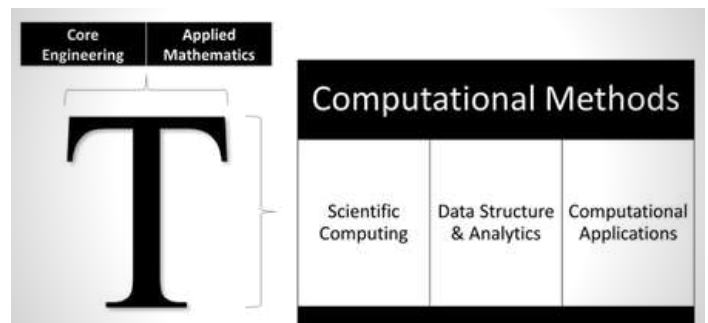 Core
Engineering
Applied
Mathematics
T
Computational Methods
Scientific
Computing
Data Structure
& Analytics
Computational
Applications